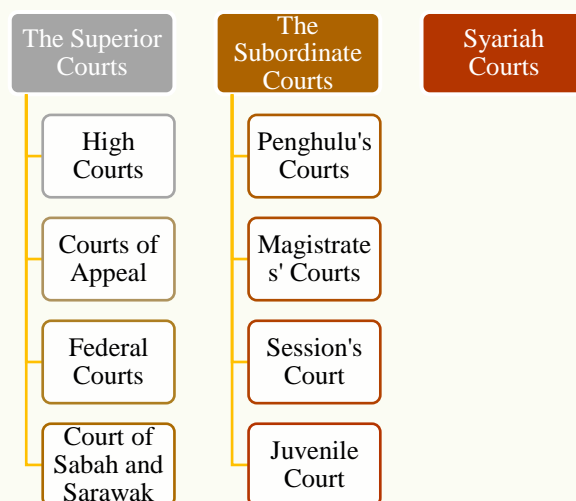 The Superior
Courts
High
Courts
Courts of
Appeal
Federal
Courts
Court of
Sabah and
Sarawak
The
Subordinate
Courts
Penghulu's
Courts
Magistrate
s' Courts
Session's
Court
Juvenile
Court
Syariah
Courts